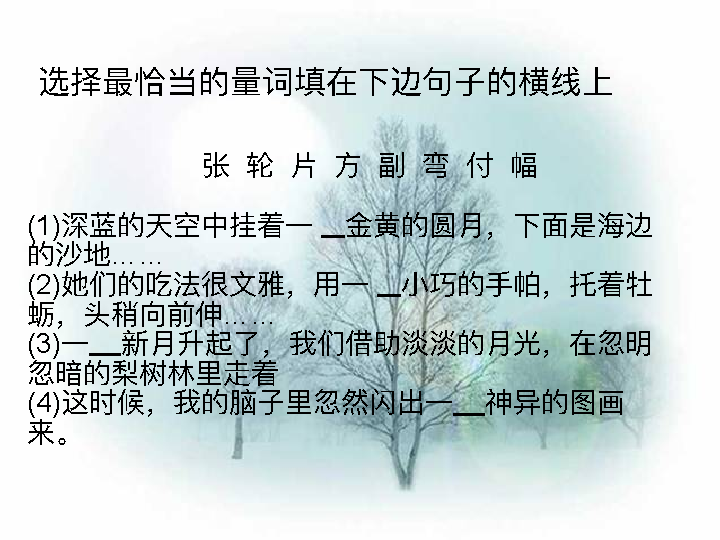 选择最恰当的量词填在下边句子的横线上
张 轮 片 方 副 弯 付 幅
(1)深蓝的天空中挂着一 __金黄的圆月，下面是海边
的沙地……
(2)她们的吃法很文雅，用一 __小巧的手帕，托着牡
蛎，头稍向前伸……
(3)一__新月升起了，我们借助淡淡的月光，在忽明
忽暗的梨树林里走着
(4)这时候，我的脑子里忽然闪出一__神异的图画
来。